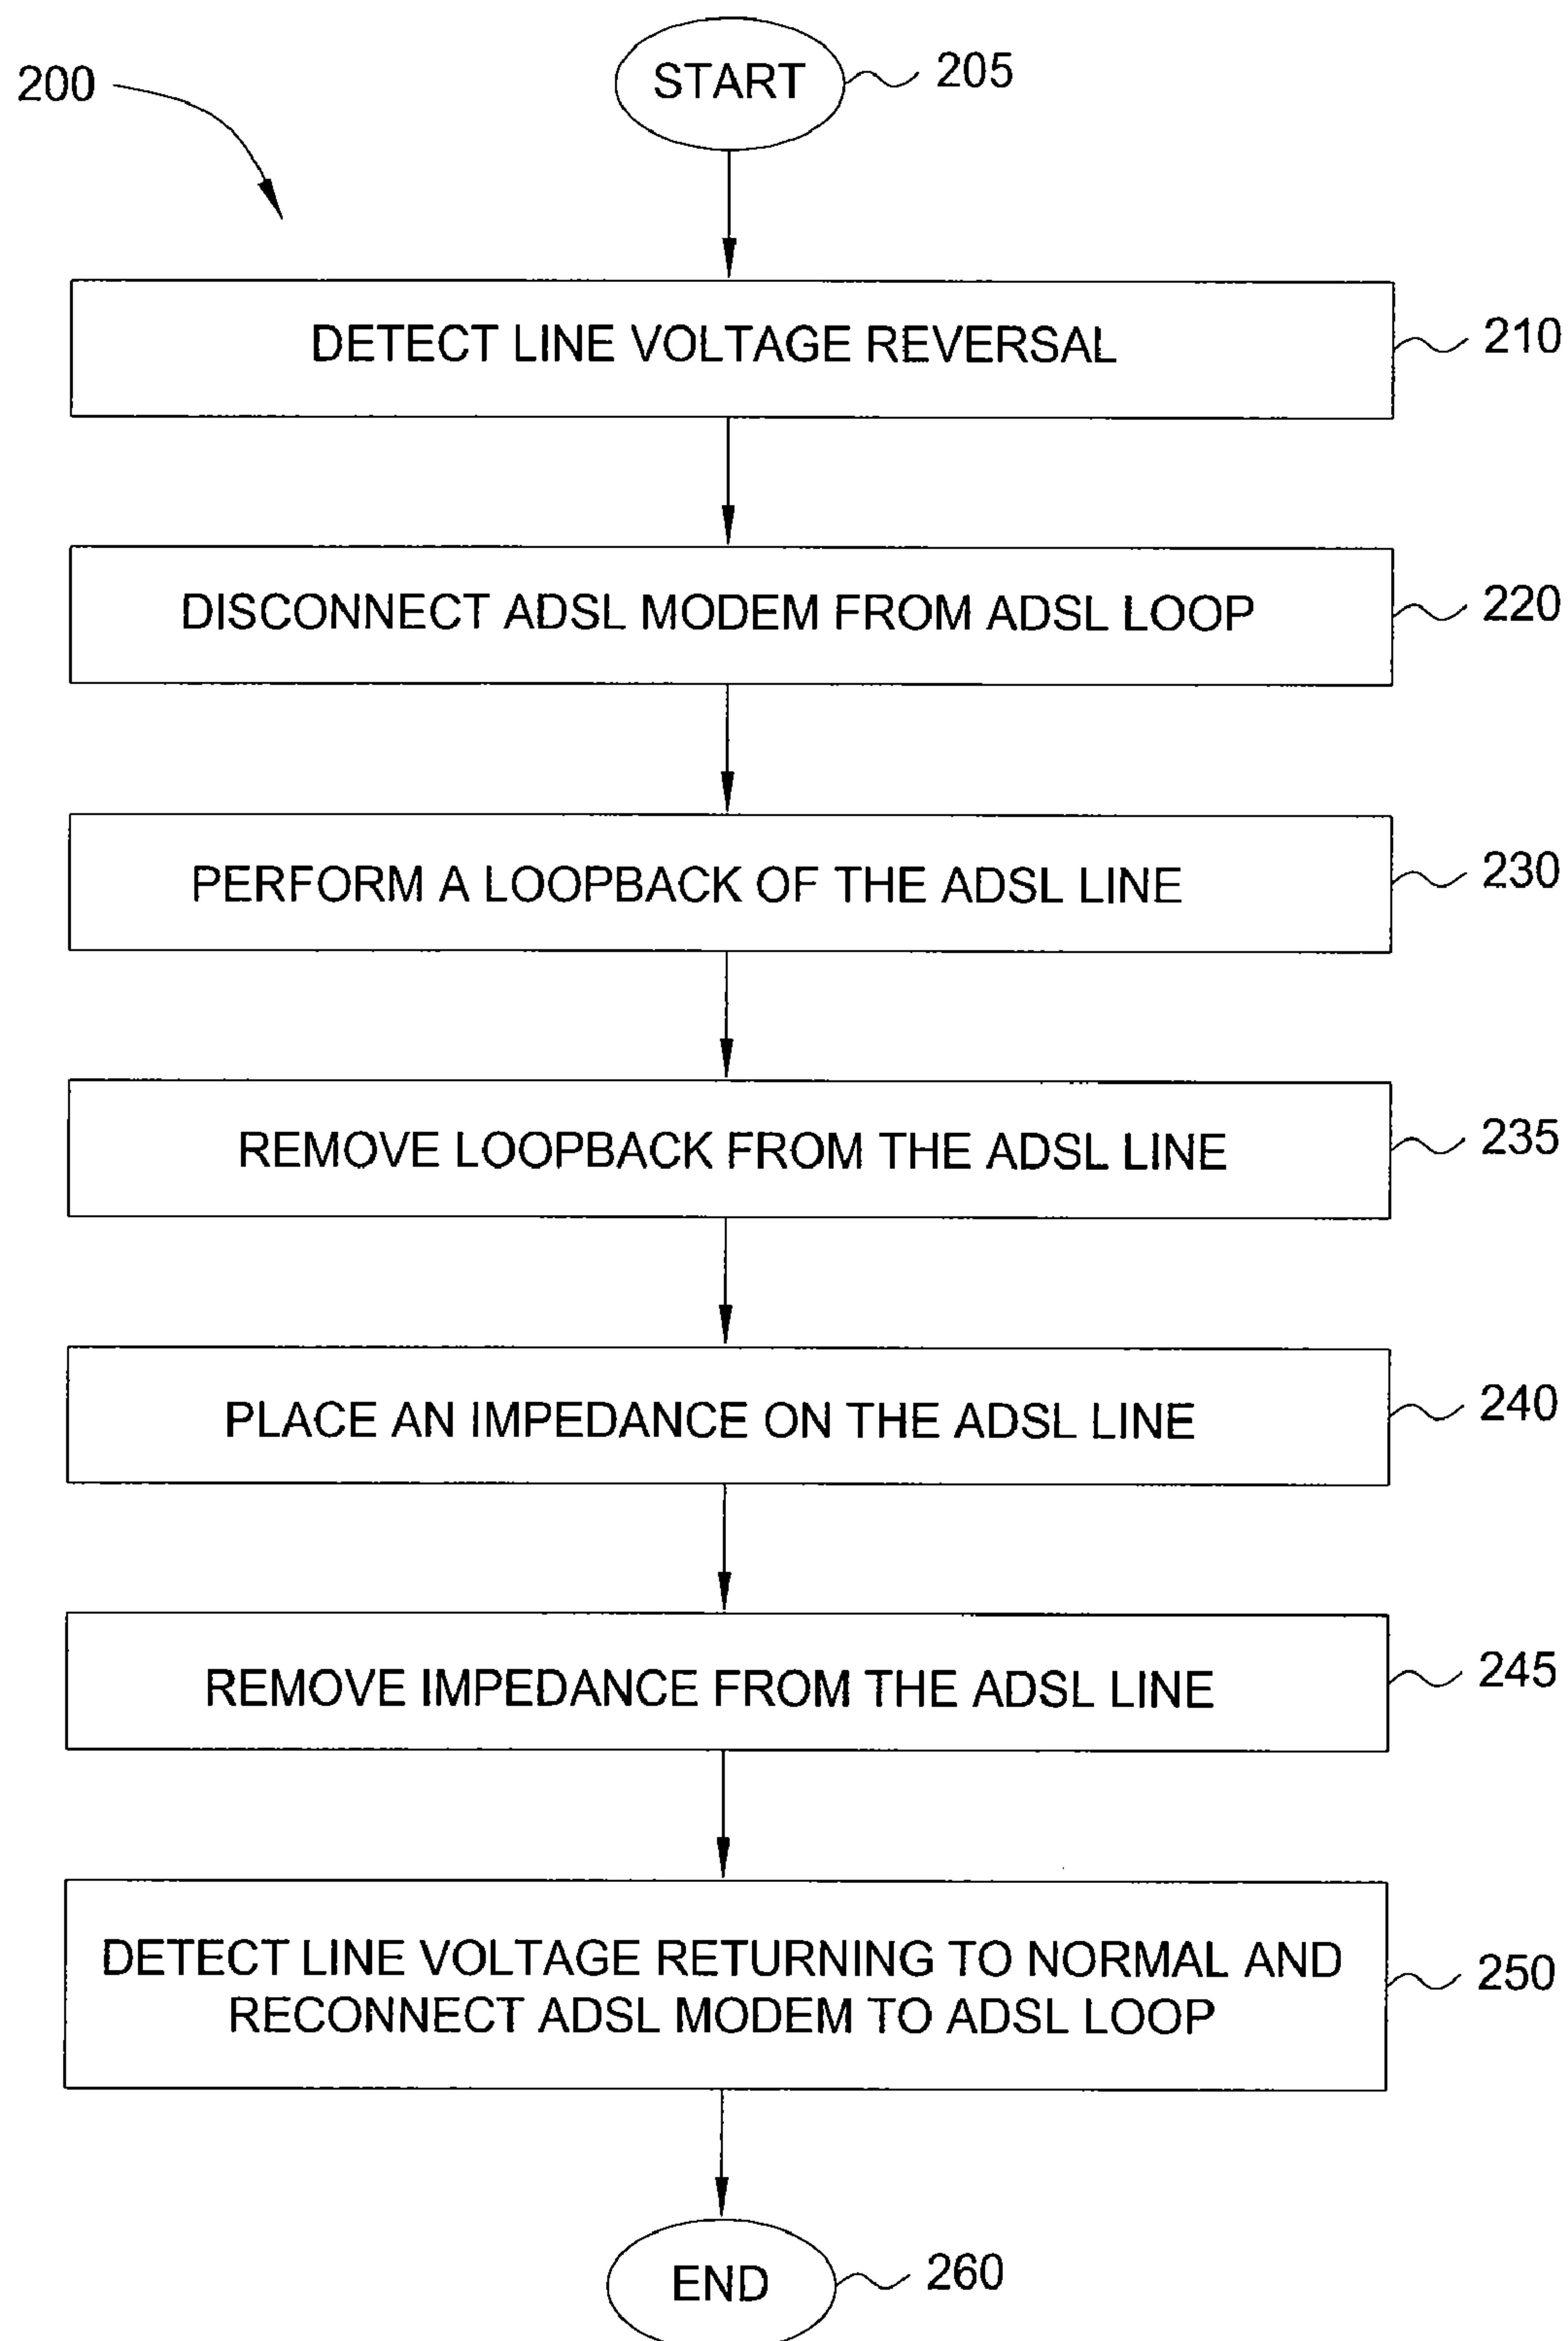 START
205
200
DETECT LINE VOLTAGE REVERSAL
210
DISCONNECT ADSL MODEM FROM ADSL LOOP
220
PERFORM A LOOPBACK OF THE ADSL LINE
230
REMOVE LOOPBACK FROM THE ADSL LINE
235
PLACE AN IMPEDANCE ON THE ADSL LINE
240
REMOVE IMPEDANCE FROM THE ADSL LINE
245
DETECT LINE VOLTAGE RETURNING TO NORMAL AND
RECONNECT ADSL MODEM TO ADSL LOOP
250
END
260